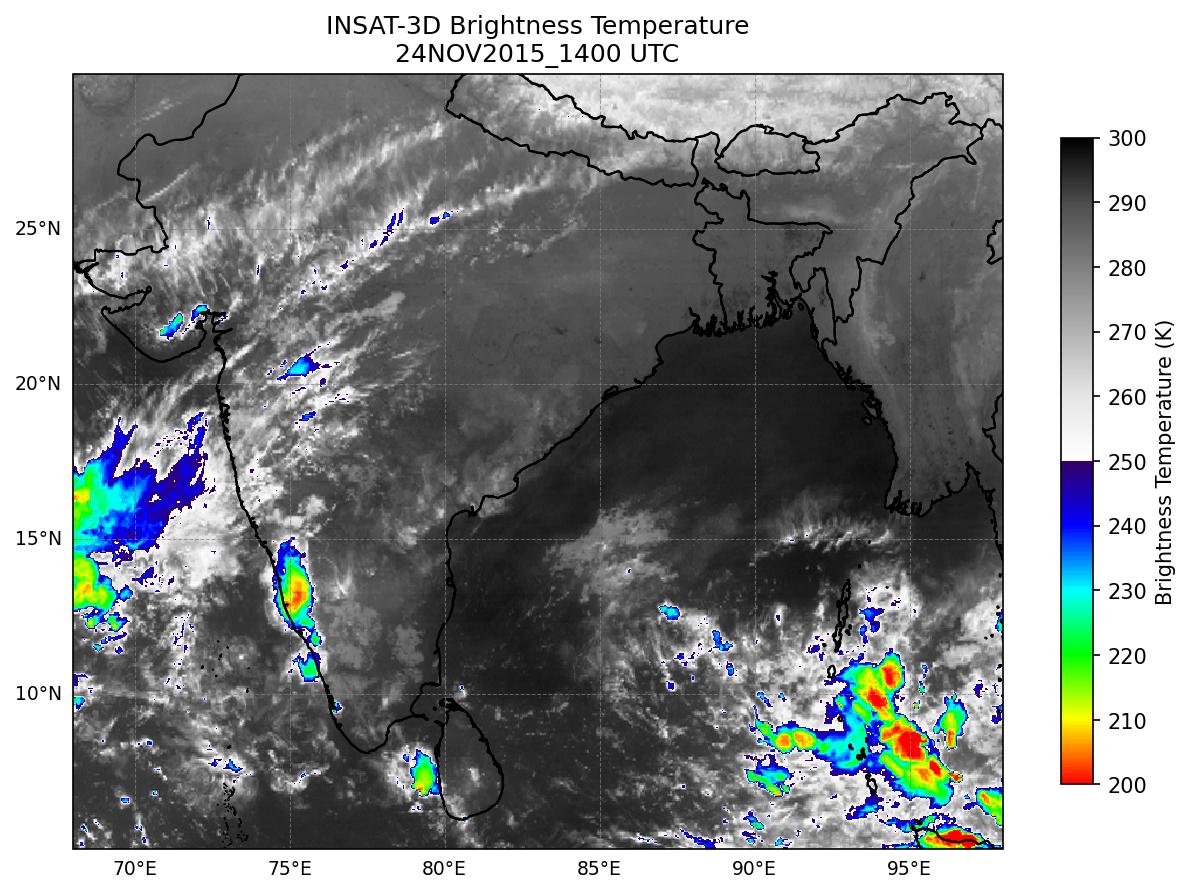 INSAT-3D Brightness Temperature
24NOV2015_1400 UTC
25°N
20°N
15°N
10°N
70°E
75°E
80°E
85°E
90°E
95°E
300
290
280
270
260
250
240
230
220
210
200
Brightness Temperature (K)